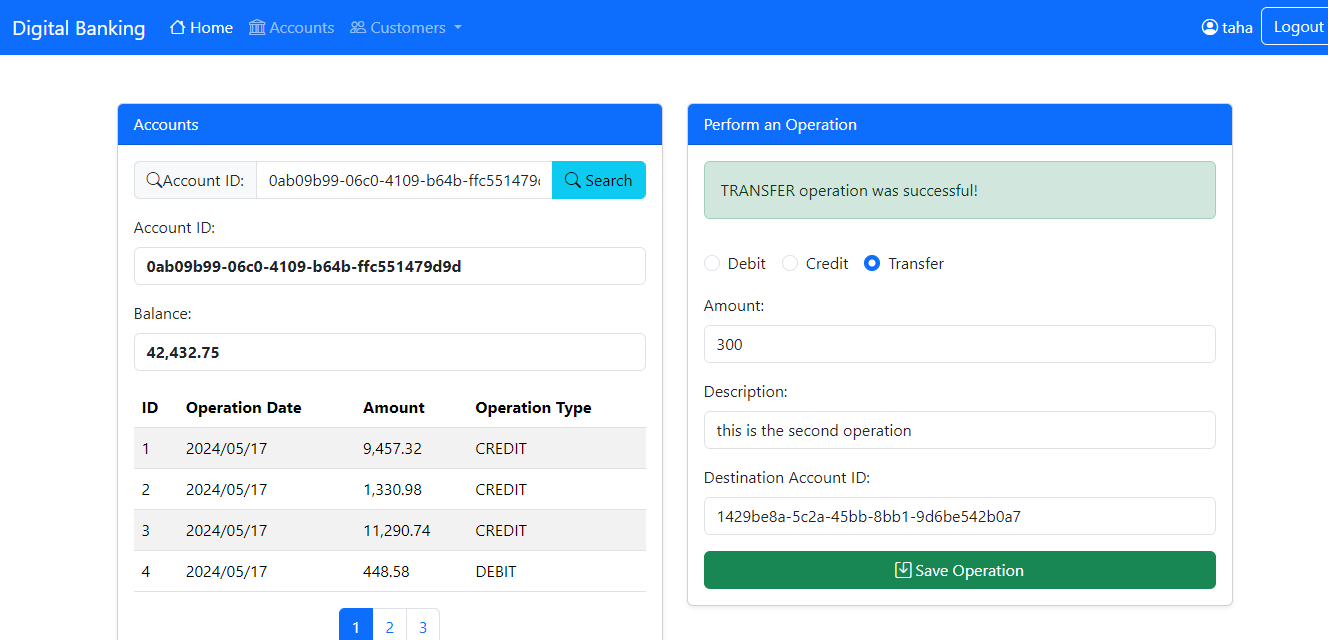 Digital Banking Home Accounts Customers taha Logout
Accounts
Account ID: 0ab09b99-06c0-4109-b64b-ffc551479 Search
Account ID:
0ab09b99-06c0-4109-b64b-ffc551479d9d
Balance:
42,432.75
ID Operation Date Amount Operation Type
1 2024/05/17 9,457.32 CREDIT
2 2024/05/17 1,330.98 CREDIT
3 2024/05/17 11,290.74 CREDIT
4 2024/05/17 448.58 DEBIT
1 2 3
Perform an Operation
TRANSFER operation was successful!
Debit Credit Transfer
Amount:
300
Description:
this is the second operation
Destination Account ID:
1429be8a-5c2a-45bb-8bb1-9d6be542b0a7
Save Operation